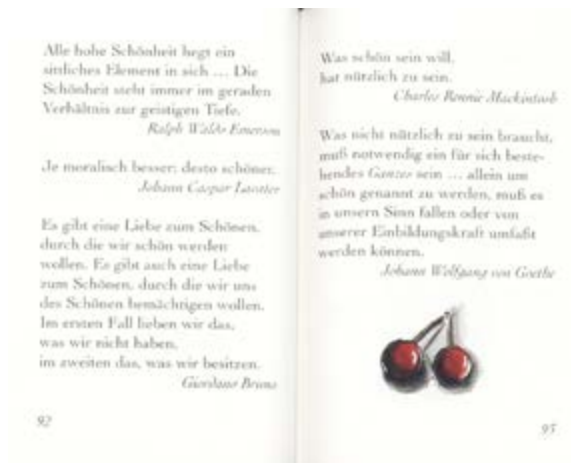 Alle hohe Schönheit hegt ein
sittliches Element in sich ... Die
Schönheit steht immer im geraden
Verhältnis zur geistigen Tiefe.
Ralph Waldo Emerson
Je moralisch besser; desto schöner.
Johann Caspar Lavater
Es gibt eine Liebe zum Schönen,
durch die wir schön werden
wollen. Es gibt auch eine Liebe
zum Schönen, durch die wir uns
des Schönen bemächtigen wollen.
Im ersten Fall lieben wir das,
was wir nicht haben,
im zweiten das, was wir besitzen.
Giordano Bruno
92
Was schön sein will,
hat nützlich zu sein.
Charles Rennie Mackintosh
Was nicht nützlich zu sein braucht,
muß notwendig ein für sich beste-
hendes Ganzes sein ... allein um
schön genannt zu werden, muß es
in unsern Sinn fallen oder von
unserer Einbildungskraft umfaßt
werden können.
Johann Wolfgang von Goethe